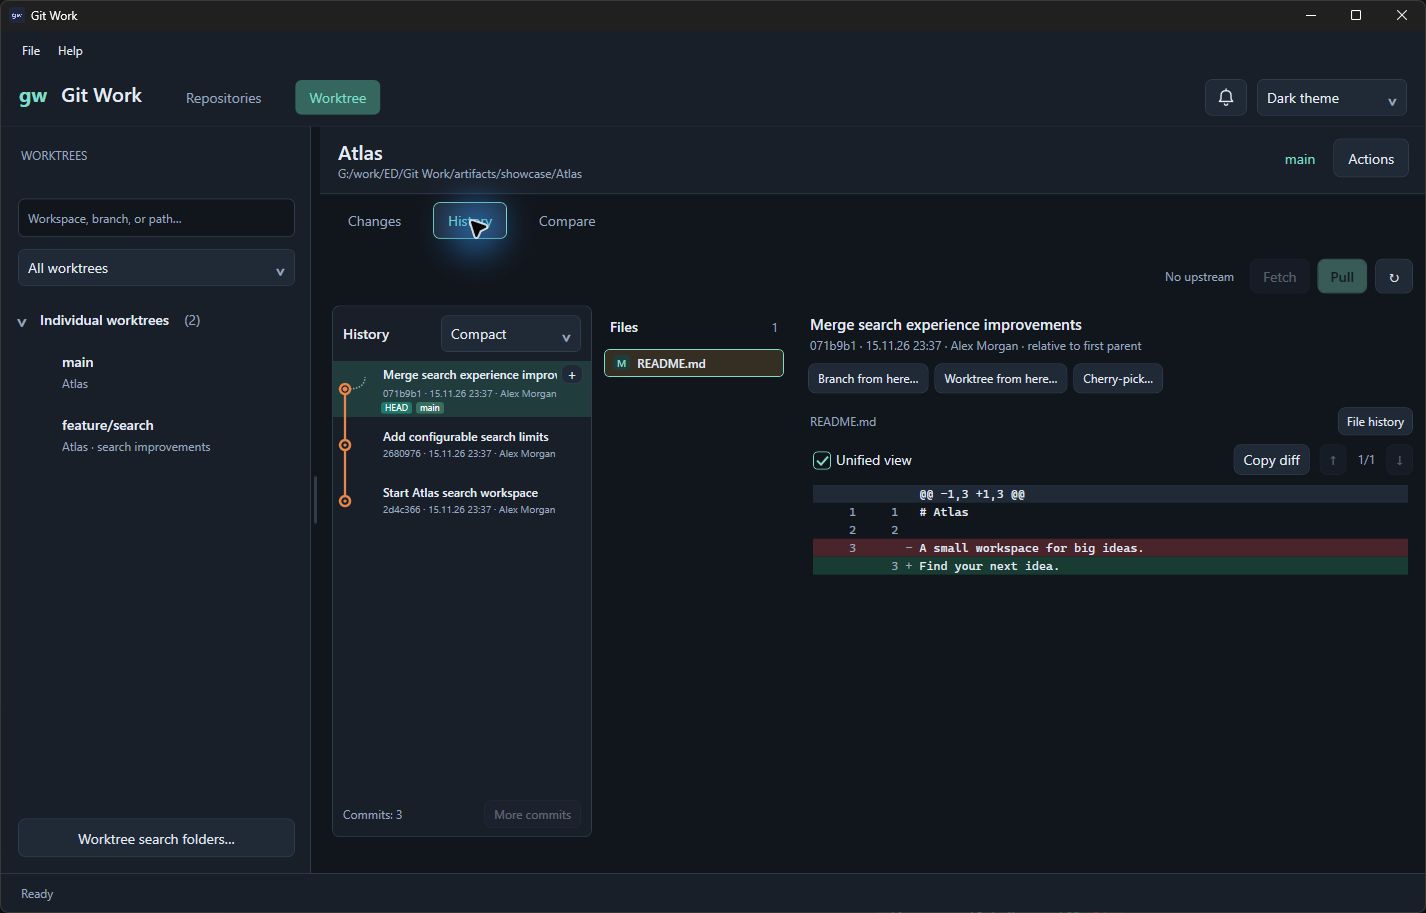 gw Git Work
File Help
gw Git Work Repositories Worktree Dark theme
WORKTREES
Workspace, branch, or path...
All worktrees
Individual worktrees (2)
main
Atlas
feature/search
Atlas · search improvements
Worktree search folders...
Atlas
G:/work/ED/Git Work/artifacts/showcase/Atlas
main Actions
Changes History Compare
No upstream Fetch Pull
History Compact
Merge search experience improv +
071b9b1 · 15.11.26 23:37 · Alex Morgan
HEAD main
Add configurable search limits
2680976 · 15.11.26 23:37 · Alex Morgan
Start Atlas search workspace
2d4c366 · 15.11.26 23:37 · Alex Morgan
Commits: 3 More commits
Files 1
M README.md
Merge search experience improvements
071b9b1 · 15.11.26 23:37 · Alex Morgan · relative to first parent
Branch from here... Worktree from here... Cherry-pick...
README.md File history
Unified view Copy diff ↑ 1/1 ↓
@@ -1,3 +1,3 @@
1 1 # Atlas
2 2
3 - A small workspace for big ideas.
3 + Find your next idea.
Ready